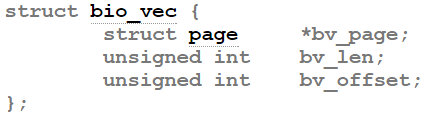 struct bio_vec {
struct page *bv_page;
unsigned int bv_len;
unsigned int bv_offset;
};